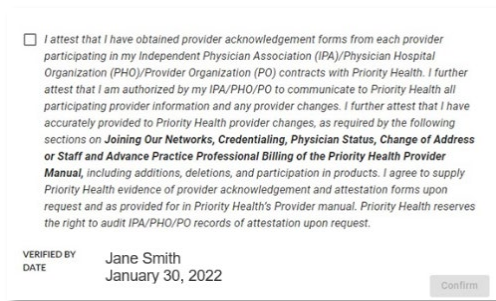 I attest that I have obtained provider acknowledgement forms from each provider
participating in my Independent Physician Association (IPA)/Physician Hospital
Organization (PHO)/Provider Organization (PO) contracts with Priority Health. I further
attest that I am authorized by my IPA/PHO/PO to communicate to Priority Health all
participating provider information and any provider changes. I further attest that I have
accurately provided to Priority Health provider changes, as required by the following
sections on Joining Our Networks, Credentialing, Physician Status, Change of Address
or Staff and Advance Practice Professional Billing of the Priority Health Provider
Manual, including additions, deletions, and participation in products. I agree to supply
Priority Health evidence of provider acknowledgement and attestation forms upon
request and as provided for in Priority Health's Provider manual. Priority Health reserves
the right to audit IPA/PHO/PO records of attestation upon request.
VERIFIED BY Jane Smith
DATE January 30, 2022
Confirm